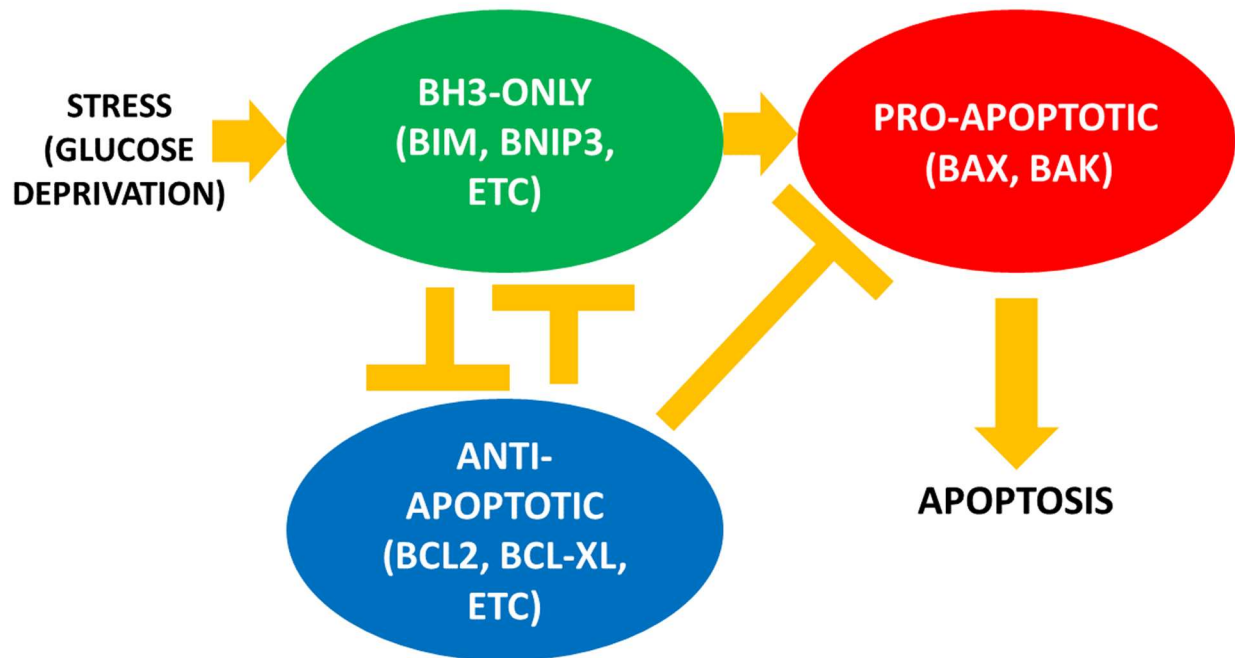 STRESS
(GLUCOSE
DEPRIVATION)
BH3-ONLY
(BIM, BNIP3,
ETC)
PRO-APOPTOTIC
(BAX, BAK)
ANTI-
APOPTOTIC
(BCL2, BCL-XL,
ETC)
APOPTOSIS